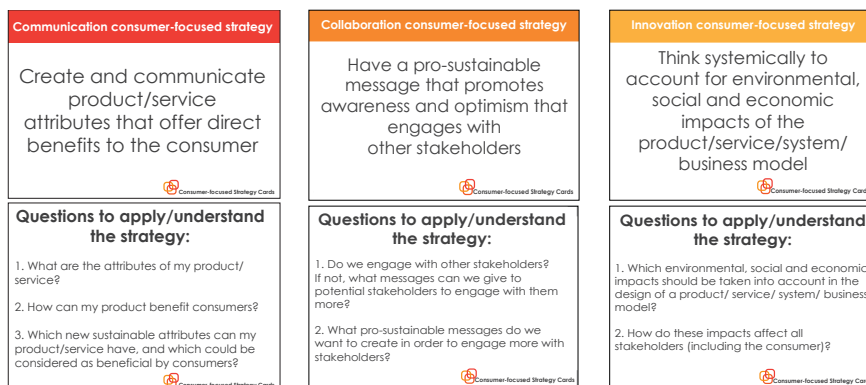 Communication consumer-focused strategy
Create and communicate
product/service
attributes that offer direct
benefits to the consumer
Consumer-focused Strategy Cards
Questions to apply/understand
the strategy:
1. What are the attributes of my product/
service?
2. How can my product benefit consumers?
3. Which new sustainable attributes can my
product/service have, and which could be
considered as beneficial by consumers?
Consumer-focused Strategy Cards
Collaboration consumer-focused strategy
Have a pro-sustainable
message that promotes
awareness and optimism that
engages with
other stakeholders
Consumer-focused Strategy Cards
Questions to apply/understand
the strategy:
1. Do we engage with other stakeholders?
If not, what messages can we give to
potential stakeholders to engage with them
more?
2. What pro-sustainable messages do we
want to create in order to engage more with
stakeholders?
Consumer-focused Strategy Cards
Innovation consumer-focused strategy
Think systemically to
account for environmental,
social and economic
impacts of the
product/service/system/
business model
Consumer-focused Strategy Card
Questions to apply/understand
the strategy:
1. Which environmental, social and economic
impacts should be taken into account in the
design of a product/ service/ system/ business
model?
2. How do these impacts affect all
stakeholders (including the consumer)?
Consumer-focused Strategy Card